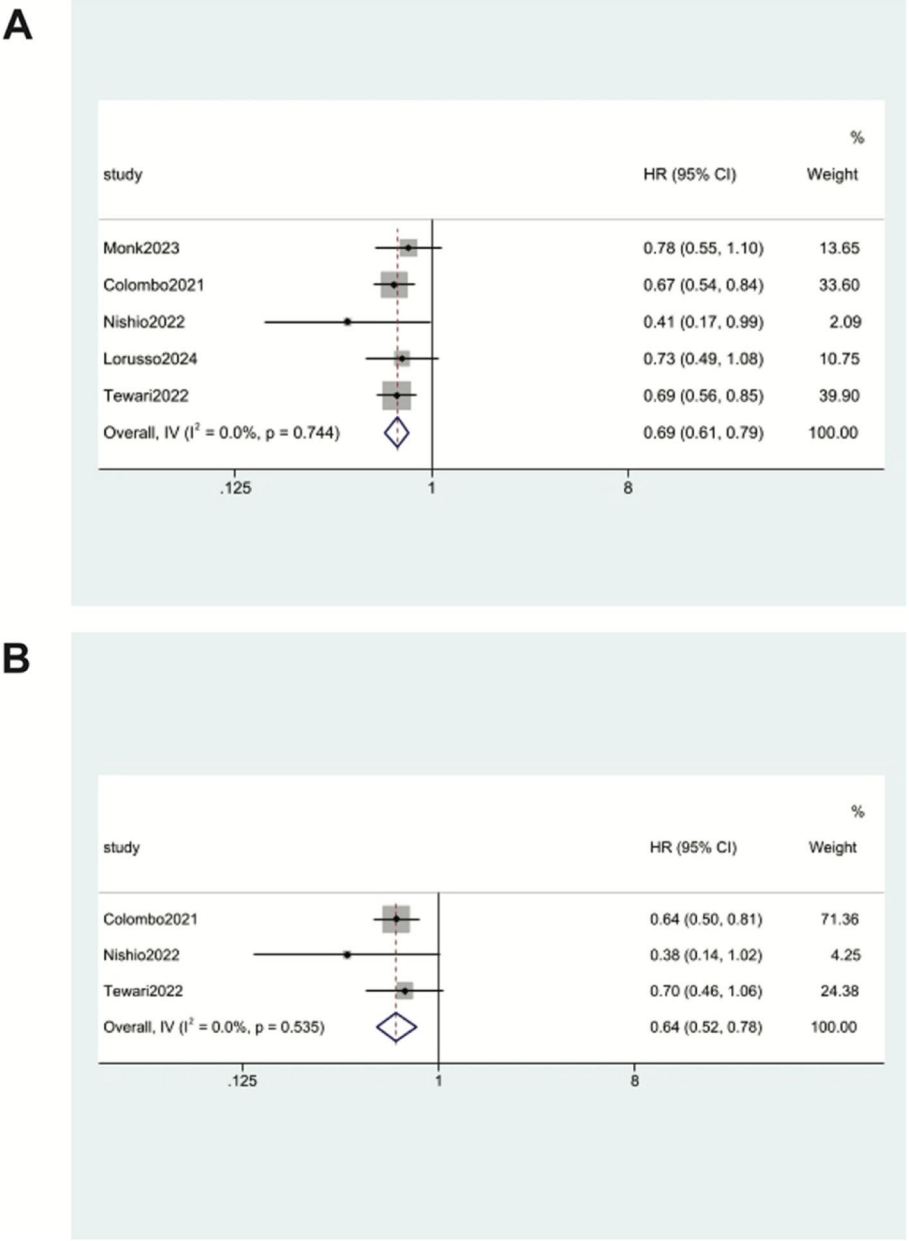 A
%
study HR (95% CI) Weight
Monk2023 0.78 (0.55, 1.10) 13.65
Colombo2021 0.67 (0.54, 0.84) 33.60
Nishio2022 0.41 (0.17, 0.99) 2.09
Lorusso2024 0.73 (0.49, 1.08) 10.75
Tewari2022 0.69 (0.56, 0.85) 39.90
Overall, IV (I² = 0.0%, p = 0.744) 0.69 (0.61, 0.79) 100.00
.125 1 8
B
%
study HR (95% CI) Weight
Colombo2021 0.64 (0.50, 0.81) 71.36
Nishio2022 0.38 (0.14, 1.02) 4.25
Tewari2022 0.70 (0.46, 1.06) 24.38
Overall, IV (I² = 0.0%, p = 0.535) 0.64 (0.52, 0.78) 100.00
.125 1 8